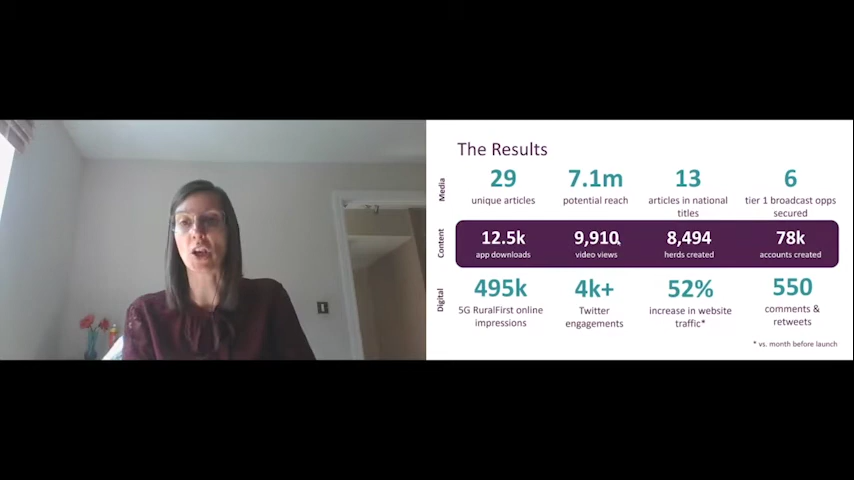 The Results
Media
29
unique articles
7.1m
potential reach
13
articles in national
titles
6
tier 1 broadcast opps
secured
Content
12.5k
app downloads
9,910
video views
8,494
herds created
78k
accounts created
Digital
495k
5G RuralFirst online
impressions
4k+
Twitter
engagements
52%
increase in website
traffic*
550
comments &
retweets
* vs. month before launch